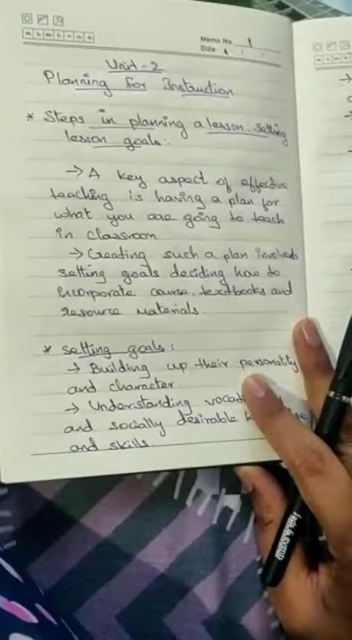 Memo No. 1
Date / /
Unit-2
Planning for Instruction
* Steps in planning a lesson: setting
lesson goals:
→ A key aspect of effective
teaching is having a plan for
what you are going to teach
in classroom
→ Creating such a plan involves
setting goals deciding how to
incorporate course, textbooks and
resource materials.
* setting goals:
→ Building up their personality
and character
→ Understanding
and socially desirable
and skills